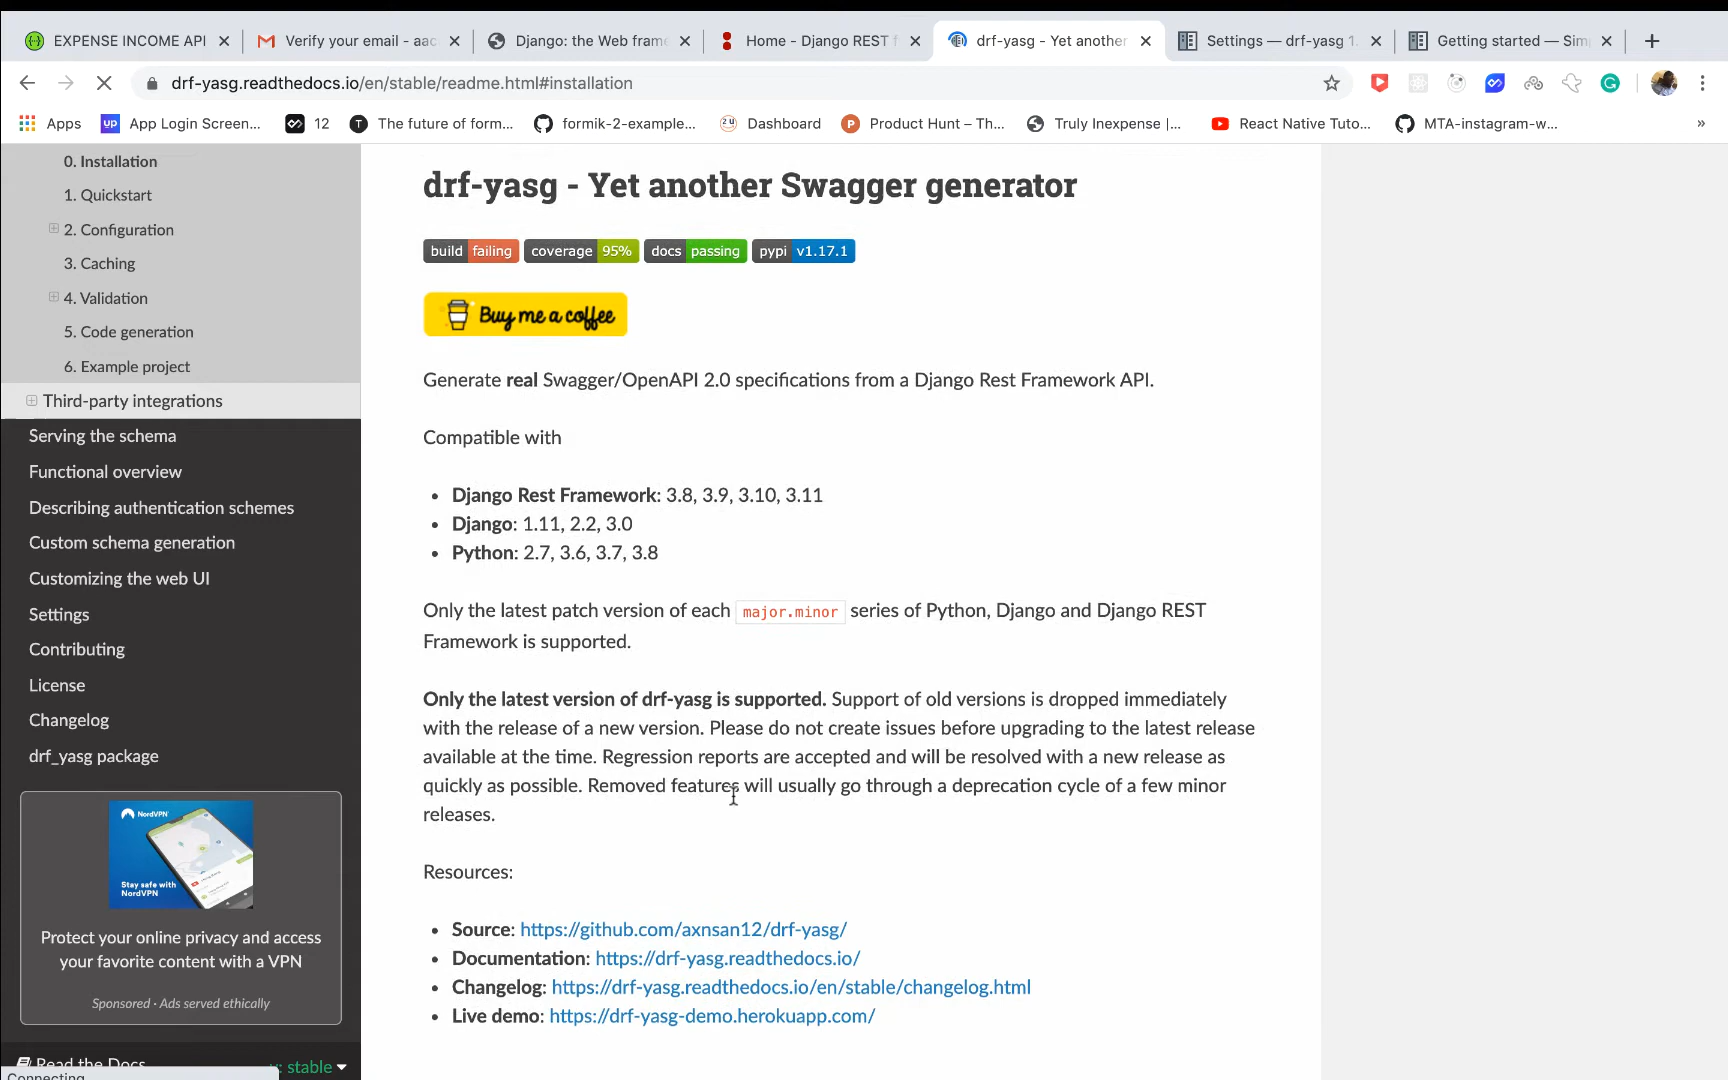 EXPENSE INCOME API
Verify your email - aac
Django: the Web frame
Home - Django REST f
drf-yasg - Yet another
Settings — drf-yasg 1.
Getting started — Sim
drf-yasg.readthedocs.io/en/stable/readme.html#installation
Apps
up App Login Screen...
12
T The future of form...
formik-2-example...
Dashboard
P Product Hunt – Th...
Truly Inexpense |...
React Native Tuto...
MTA-instagram-w...
»
0. Installation
1. Quickstart
2. Configuration
3. Caching
4. Validation
5. Code generation
6. Example project
Third-party integrations
Serving the schema
Functional overview
Describing authentication schemes
Custom schema generation
Customizing the web UI
Settings
Contributing
License
Changelog
drf_yasg package
NordVPN
Stay safe with
NordVPN
Protect your online privacy and access
your favorite content with a VPN
Sponsored · Ads served ethically
Read the Docs
v: stable
Connecting
drf-yasg - Yet another Swagger generator
build failing coverage 95% docs passing pypi v1.17.1
Buy me a coffee
Generate real Swagger/OpenAPI 2.0 specifications from a Django Rest Framework API.
Compatible with
• Django Rest Framework: 3.8, 3.9, 3.10, 3.11
• Django: 1.11, 2.2, 3.0
• Python: 2.7, 3.6, 3.7, 3.8
Only the latest patch version of each major.minor series of Python, Django and Django REST
Framework is supported.
Only the latest version of drf-yasg is supported. Support of old versions is dropped immediately
with the release of a new version. Please do not create issues before upgrading to the latest release
available at the time. Regression reports are accepted and will be resolved with a new release as
quickly as possible. Removed features will usually go through a deprecation cycle of a few minor
releases.
Resources:
• Source: https://github.com/axnsan12/drf-yasg/
• Documentation: https://drf-yasg.readthedocs.io/
• Changelog: https://drf-yasg.readthedocs.io/en/stable/changelog.html
• Live demo: https://drf-yasg-demo.herokuapp.com/